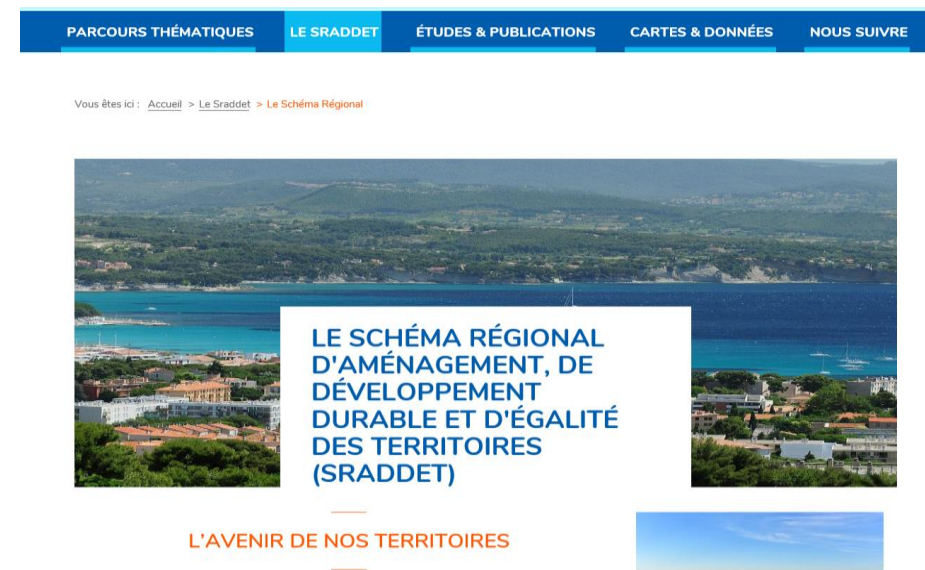 PARCOURS THÉMATIQUES LE SRADDET ÉTUDES & PUBLICATIONS CARTES & DONNÉES NOUS SUIVRE
Vous êtes ici : Accueil > Le Sraddet > Le Schéma Régional
LE SCHÉMA RÉGIONAL
D'AMÉNAGEMENT, DE
DÉVELOPPEMENT
DURABLE ET D'ÉGALITÉ
DES TERRITOIRES
(SRADDET)
L'AVENIR DE NOS TERRITOIRES